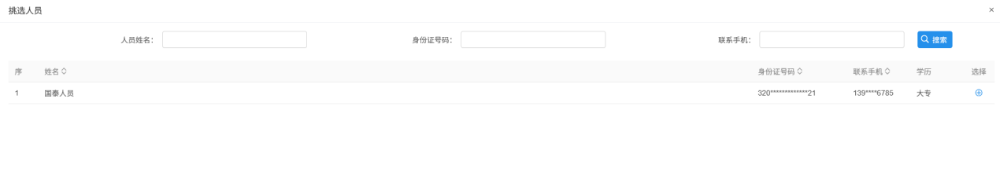 挑选人员 ×
人员姓名： 身份证号码： 联系手机： 搜索
序 姓名 身份证号码 联系手机 学历 选择
1 国泰人员 320*************21 139****6785 大专